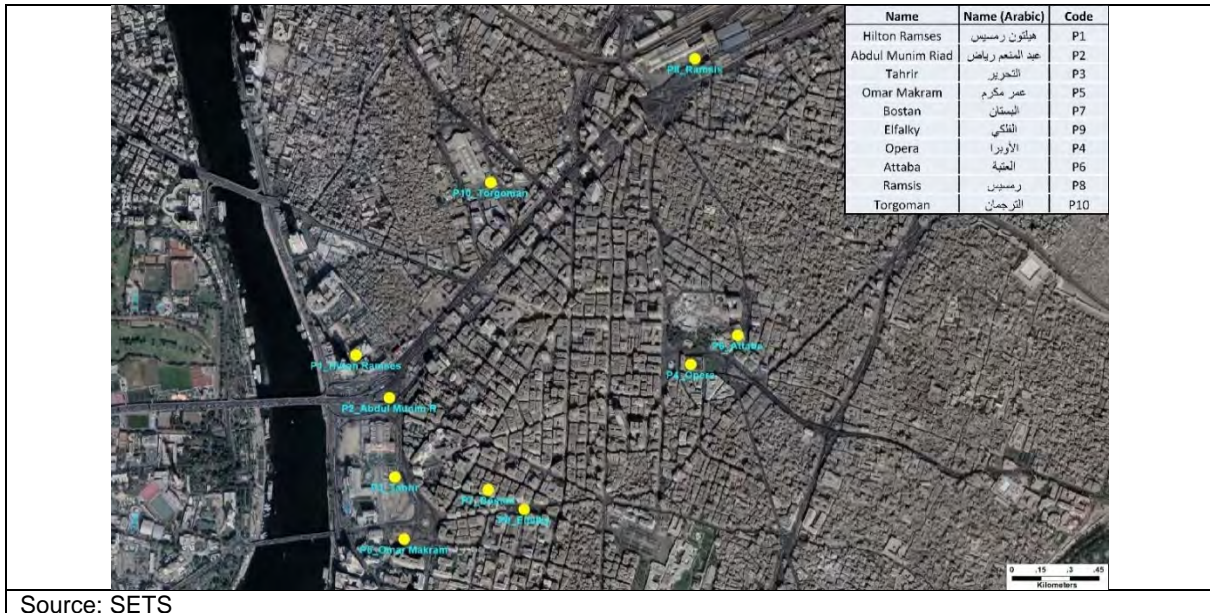 Name Name (Arabic) Code
Hilton Ramses هيلتون رمسيس P1
Abdul Munim Riad عبد المنعم رياض P2
Tahrir التحرير P3
Omar Makram عمر مكرم P5
Bostan البستان P7
Elfalky الفلكي P9
Opera الأوبرا P4
Attaba العتبة P6
Ramsis رمسيس P8
Torgoman الترجمان P10
P8_Ramsis
P10_Torgoman
P6_Attaba
P1_Hilton Ramses
P4_Opera
P2_Abdul Munim R
P3_Tahrir
P7_Bostan
P9_Elfalky
P5_Omar Makram
0 .15 .3 .45
Kilometers
Source: SETS